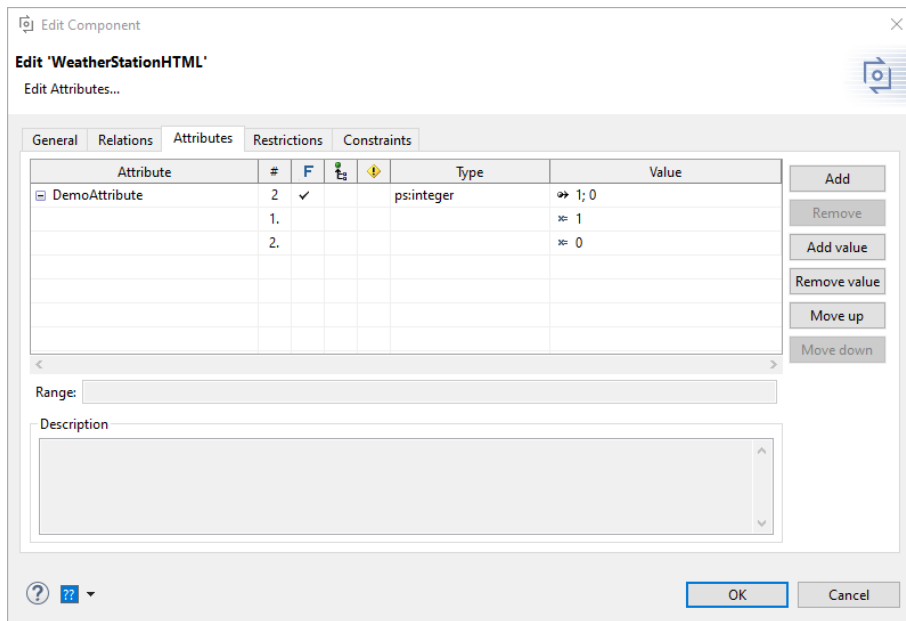 Edit Component
Edit 'WeatherStationHTML'
Edit Attributes...
General Relations Attributes Restrictions Constraints
Attribute # F Type Value
DemoAttribute 2 ps:integer 1; 0
1. 1
2. 0
Add
Remove
Add value
Remove value
Move up
Move down
Range:
Description
?
??
OK Cancel